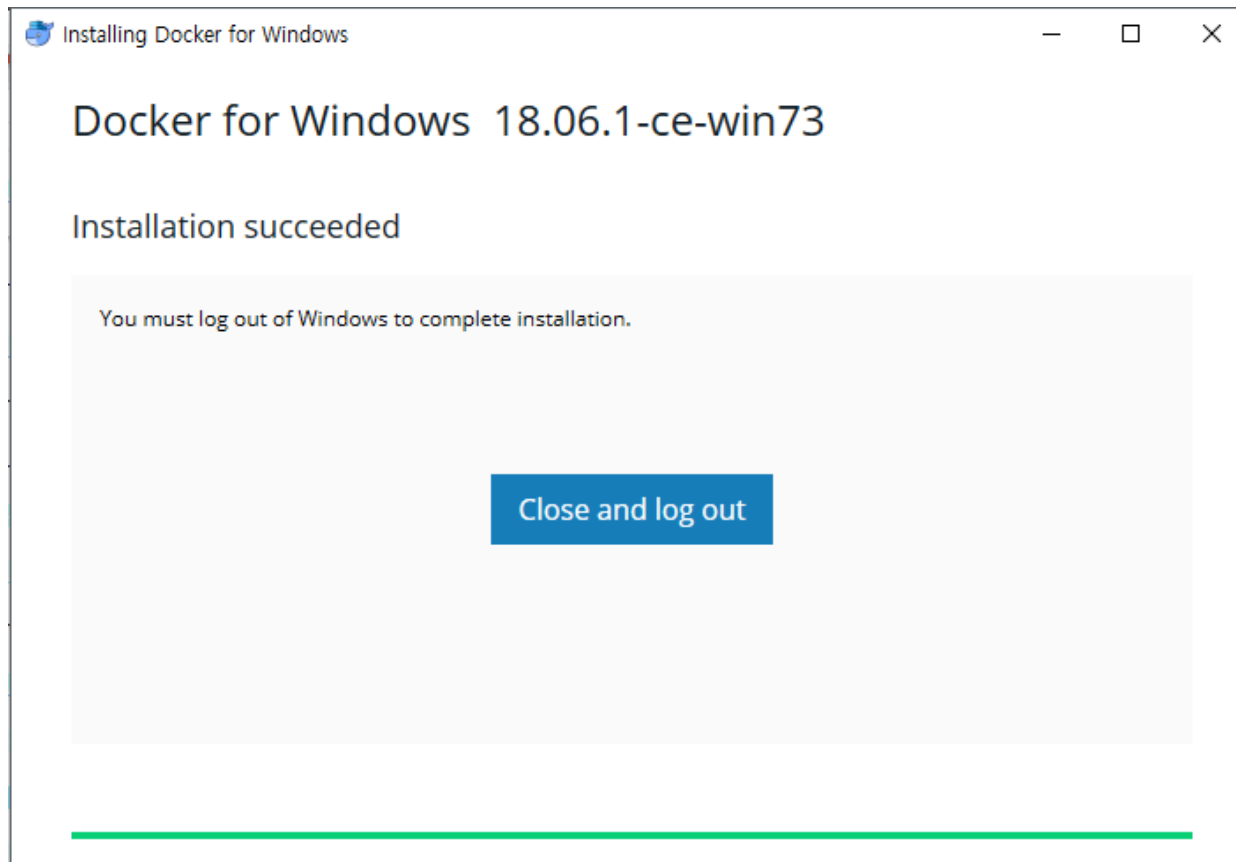 Installing Docker for Windows
Docker for Windows 18.06.1-ce-win73
Installation succeeded
You must log out of Windows to complete installation.
Close and log out